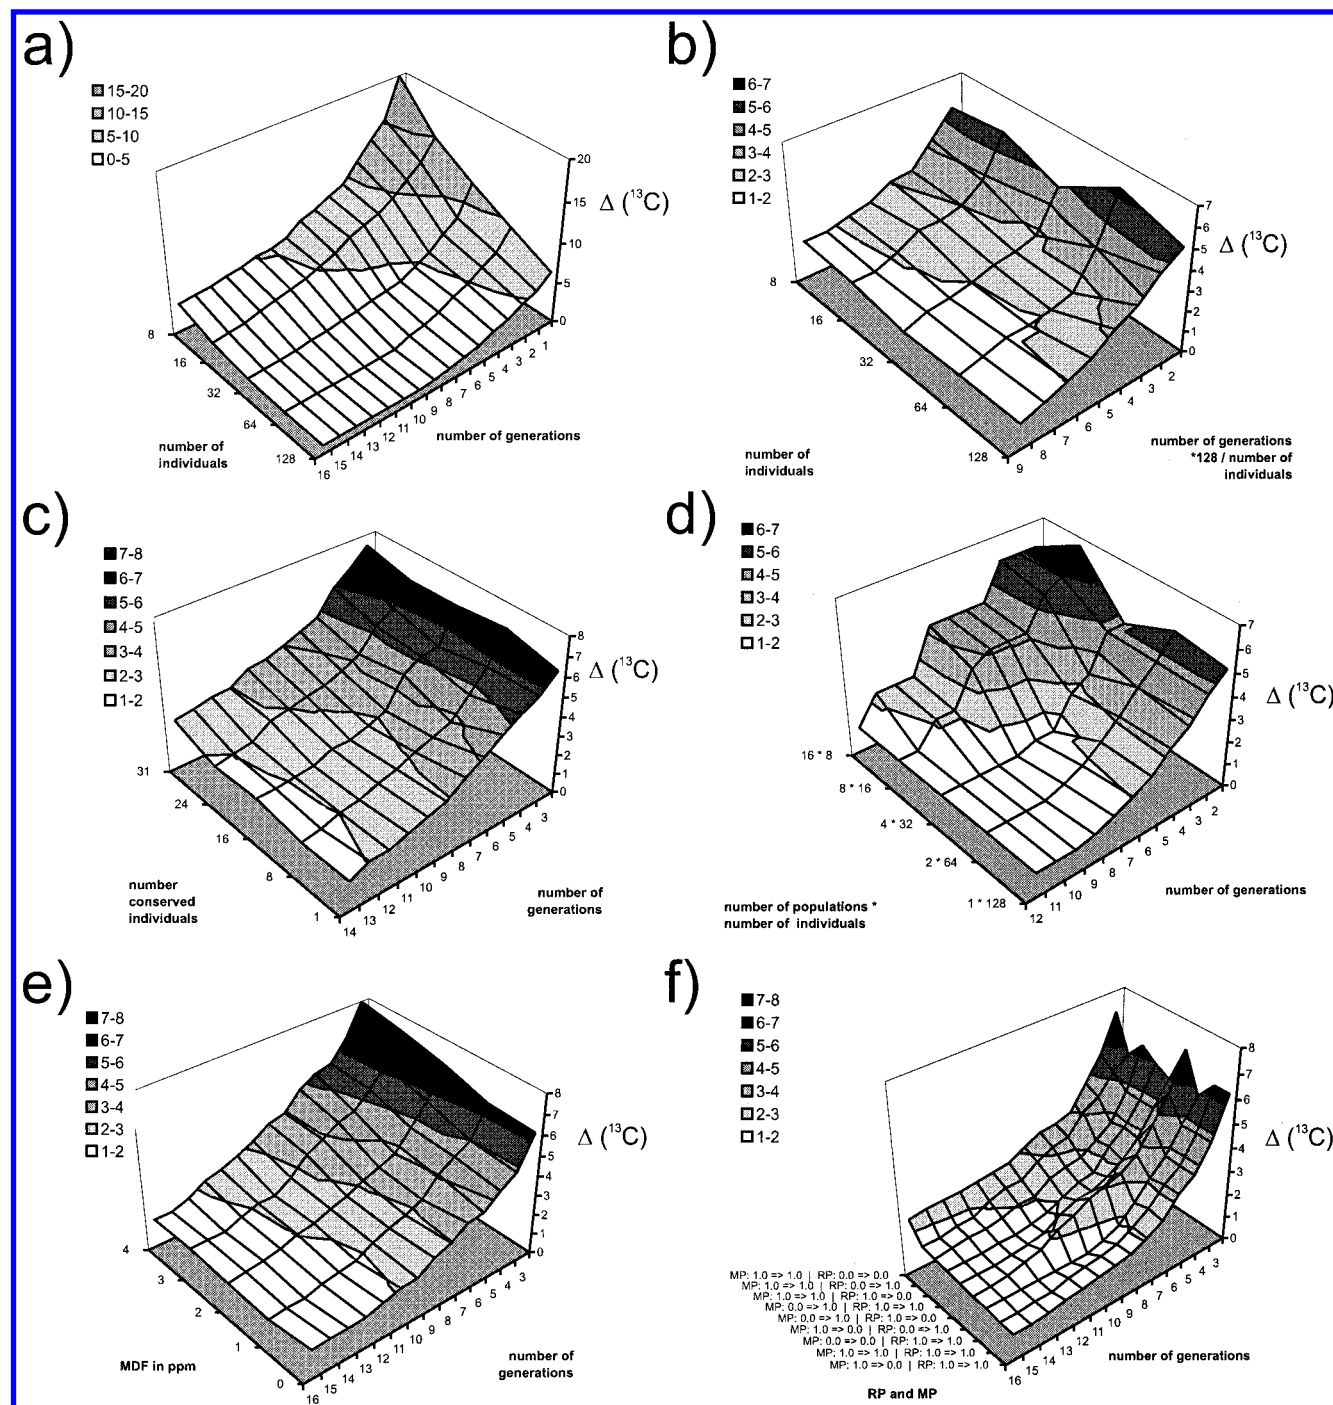 a)
15-20
10-15
5-10
0-5
20
15
10
5
0
Δ (13C)
8
16
32
64
128
number of
individuals
16 15 14 13 12 11 10 9 8 7 6 5 4 3 2 1
number of generations
b)
6-7
5-6
4-5
3-4
2-3
1-2
7
6
5
4
3
2
1
0
Δ (13C)
8
16
32
64
128
number of
individuals
9 8 7 6 5 4 3 2
number of generations
*128 / number of
individuals
c)
7-8
6-7
5-6
4-5
3-4
2-3
1-2
8
7
6
5
4
3
2
1
0
Δ (13C)
31
24
16
8
1
number
conserved
individuals
14 13 12 11 10 9 8 7 6 5 4 3
number of
generations
d)
6-7
5-6
4-5
3-4
2-3
1-2
7
6
5
4
3
2
1
0
Δ (13C)
16 * 8
8 * 16
4 * 32
2 * 64
1 * 128
number of populations *
number of individuals
12 11 10 9 8 7 6 5 4 3 2
number of generations
e)
7-8
6-7
5-6
4-5
3-4
2-3
1-2
8
7
6
5
4
3
2
1
0
Δ (13C)
4
3
2
1
0
MDF in ppm
16 15 14 13 12 11 10 9 8 7 6 5 4 3
number of
generations
f)
7-8
6-7
5-6
4-5
3-4
2-3
1-2
8
7
6
5
4
3
2
1
0
Δ (13C)
MP: 1.0 => 1.0 | RP: 0.0 => 0.0
MP: 1.0 => 1.0 | RP: 0.0 => 1.0
MP: 1.0 => 1.0 | RP: 1.0 => 0.0
MP: 0.0 => 1.0 | RP: 1.0 => 1.0
MP: 0.0 => 1.0 | RP: 1.0 => 0.0
MP: 1.0 => 0.0 | RP: 0.0 => 1.0
MP: 0.0 => 0.0 | RP: 1.0 => 1.0
MP: 1.0 => 1.0 | RP: 1.0 => 1.0
MP: 1.0 => 0.0 | RP: 1.0 => 1.0
RP and MP
16 15 14 13 12 11 10 9 8 7 6 5 4 3
number of generations